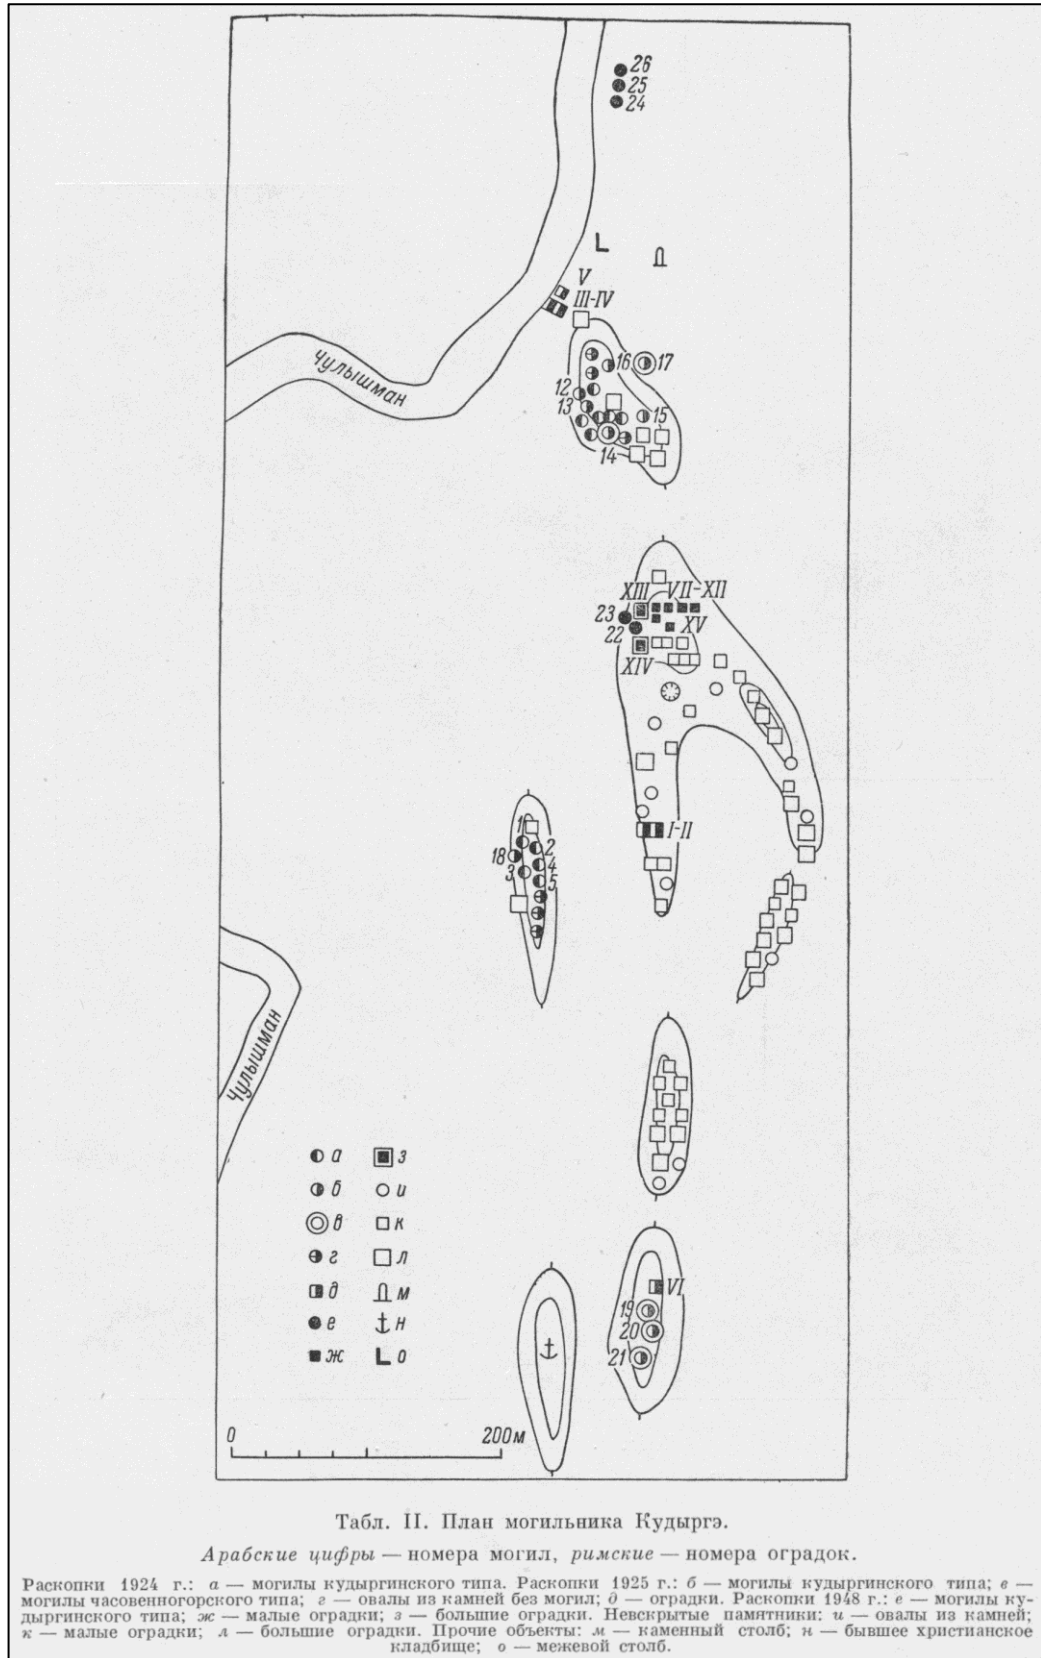 26
25
24
V
III-IV
Чулышман
16
17
12
13
15
14
XIII
VII-XII
23
22
XV
XIV
1
2
18
4
3
5
I-II
Чулышман
а
з
б
и
в
к
г
л
д
м
е
н
ж
о
VI
19
20
21
0
200м
Табл. II. План могильника Кудыргэ.
Арабские цифры — номера могил, римские — номера оградок.
Раскопки 1924 г.: а — могилы кудыргинского типа. Раскопки 1925 г.: б — могилы кудыргинского типа; в —
могилы часовенногорского типа; г — овалы из камней без могил; д — оградки. Раскопки 1948 г.: е — могилы ку-
дыргинского типа; ж — малые оградки; з — большие оградки. Невскрытые памятники: и — овалы из камней;
к — малые оградки; л — большие оградки. Прочие объекты: м — каменный столб; н — бывшее христианское
кладбище; о — межевой столб.